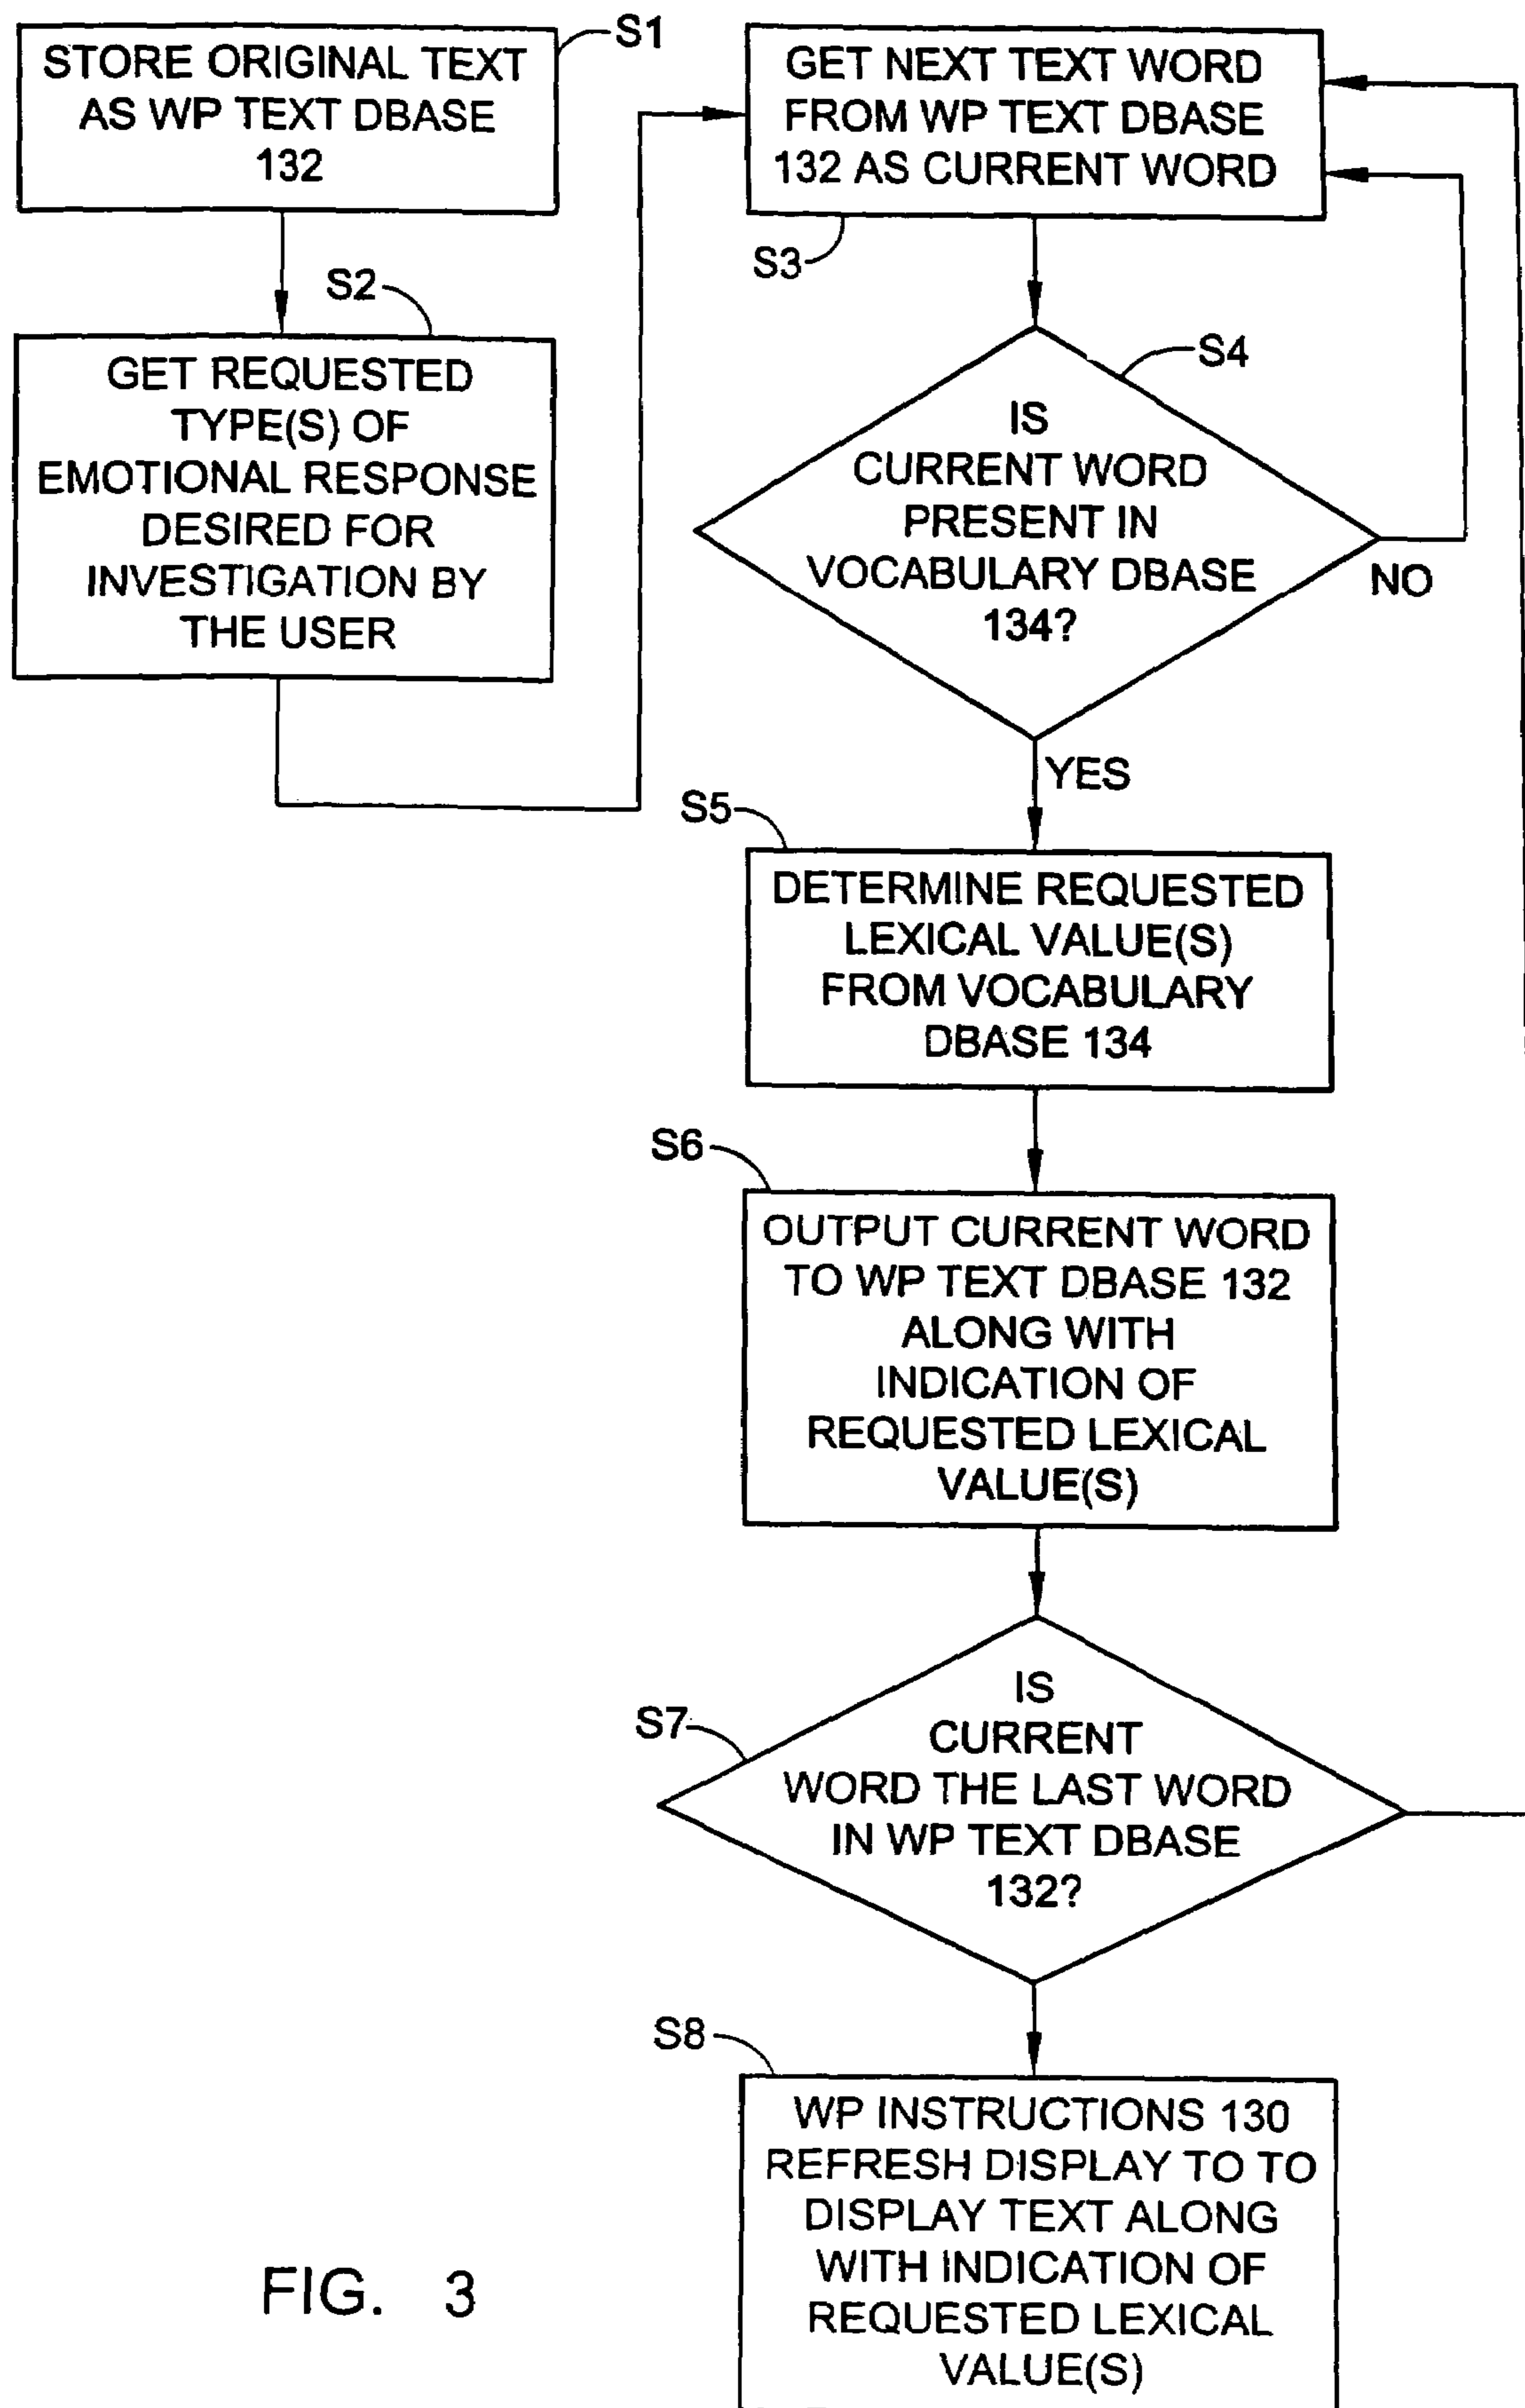 S1
STORE ORIGINAL TEXT
AS WP TEXT DBASE
132
S2
GET REQUESTED
TYPE(S) OF
EMOTIONAL RESPONSE
DESIRED FOR
INVESTIGATION BY
THE USER
GET NEXT TEXT WORD
FROM WP TEXT DBASE
132 AS CURRENT WORD
S3
S4
IS
CURRENT WORD
PRESENT IN
VOCABULARY DBASE
134?
NO
YES
S5
DETERMINE REQUESTED
LEXICAL VALUE(S)
FROM VOCABULARY
DBASE 134
S6
OUTPUT CURRENT WORD
TO WP TEXT DBASE 132
ALONG WITH
INDICATION OF
REQUESTED LEXICAL
VALUE(S)
S7
IS
CURRENT
WORD THE LAST WORD
IN WP TEXT DBASE
132?
S8
WP INSTRUCTIONS 130
REFRESH DISPLAY TO TO
DISPLAY TEXT ALONG
WITH INDICATION OF
REQUESTED LEXICAL
VALUE(S)
FIG. 3